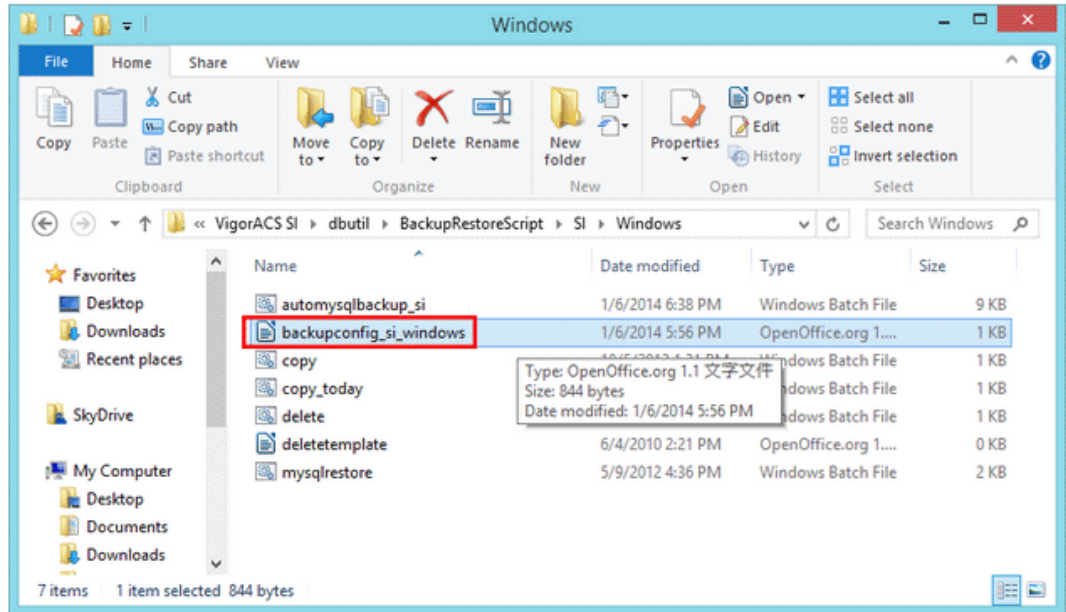 Windows
File Home Share View
Copy Paste Cut Copy path Paste shortcut
Move to Copy to Delete Rename
New folder
Properties Open Edit History
Select all Select none Invert selection
Clipboard Organize New Open Select
« VigorACS SI dbutil BackupRestoreScript SI Windows Search Windows
Favorites
Desktop
Downloads
Recent places
SkyDrive
My Computer
Desktop
Documents
Downloads
Name Date modified Type Size
automysqlbackup_si 1/6/2014 6:38 PM Windows Batch File 9 KB
backupconfig_si_windows 1/6/2014 5:56 PM OpenOffice.org 1.... 1 KB
copy Windows Batch File 1 KB
copy_today Windows Batch File 1 KB
delete Windows Batch File 1 KB
deletetemplate 6/4/2010 2:21 PM OpenOffice.org 1.... 0 KB
mysqlrestore 5/9/2012 4:36 PM Windows Batch File 2 KB
Type: OpenOffice.org 1.1 文字文件
Size: 844 bytes
Date modified: 1/6/2014 5:56 PM
7 items 1 item selected 844 bytes